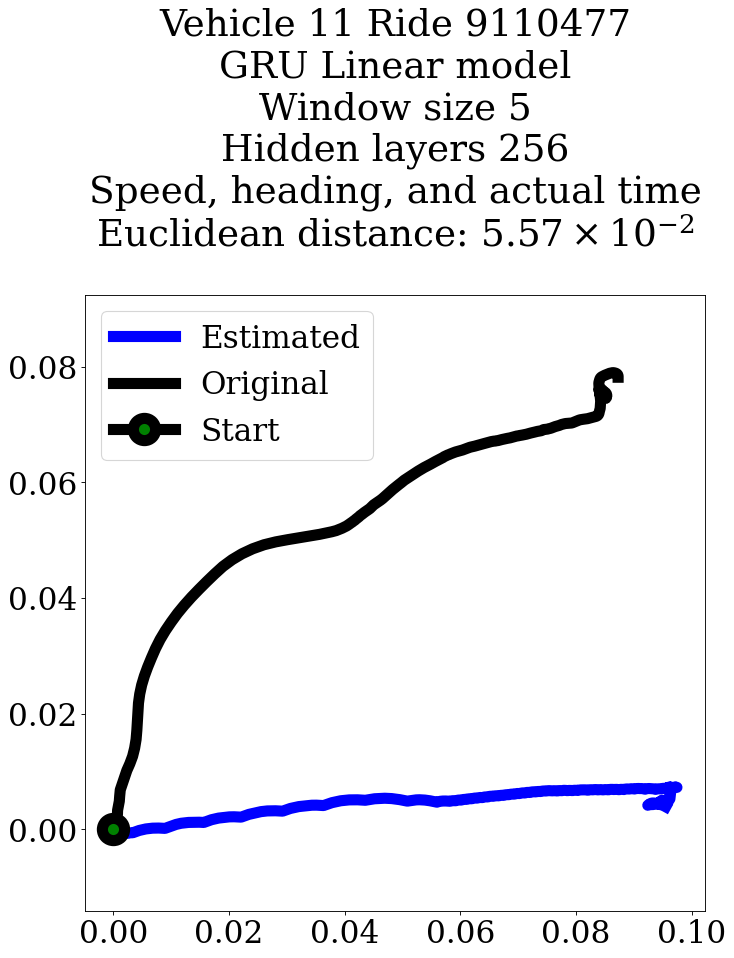 Vehicle 11 Ride 9110477
GRU Linear model
Window size 5
Hidden layers 256
Speed, heading, and actual time
Euclidean distance: 5.57 × 10⁻²
Estimated
Original
Start
0.08
0.06
0.04
0.02
0.00
0.00 0.02 0.04 0.06 0.08 0.10